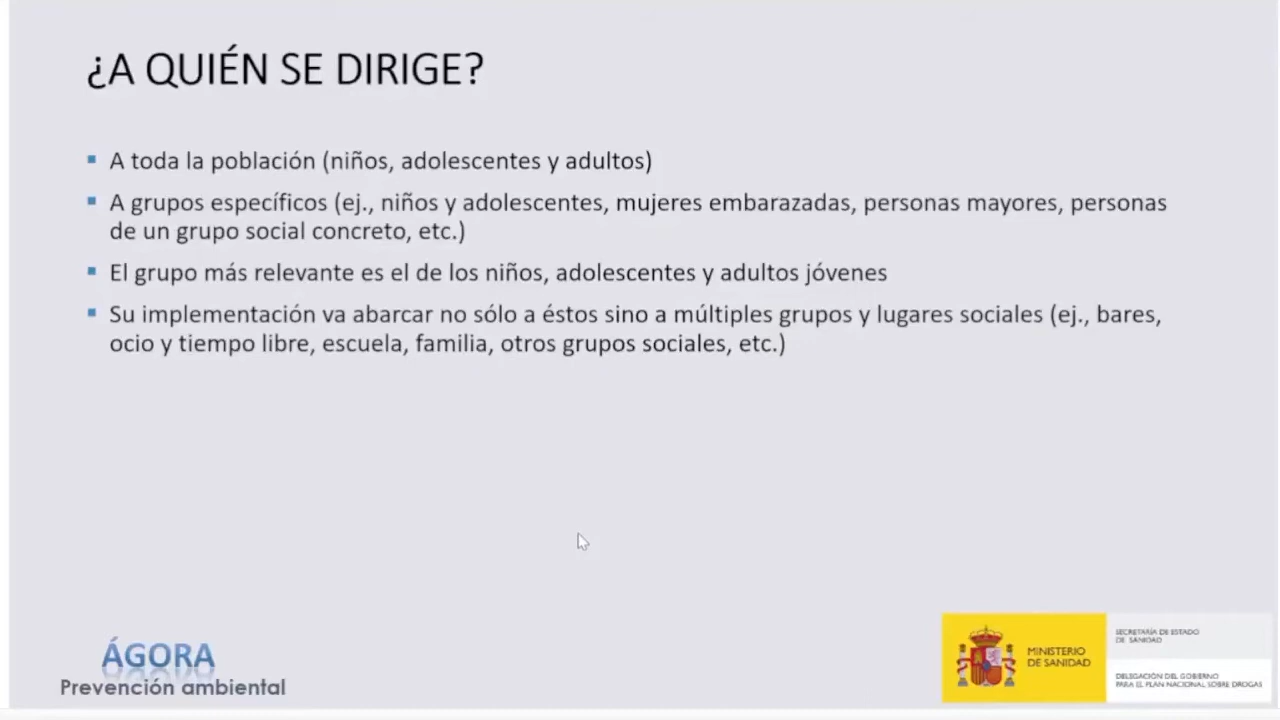 ¿A QUIÉN SE DIRIGE?
A toda la población (niños, adolescentes y adultos)
A grupos específicos (ej., niños y adolescentes, mujeres embarazadas, personas mayores, personas
de un grupo social concreto, etc.)
El grupo más relevante es el de los niños, adolescentes y adultos jóvenes
Su implementación va abarcar no sólo a éstos sino a múltiples grupos y lugares sociales (ej., bares,
ocio y tiempo libre, escuela, familia, otros grupos sociales, etc.)
ÁGORA
Prevención ambiental
MINISTERIO
DE SANIDAD
SECRETARÍA DE ESTADO
DE SANIDAD
DELEGACIÓN DEL GOBIERNO
PARA EL PLAN NACIONAL SOBRE DROGAS